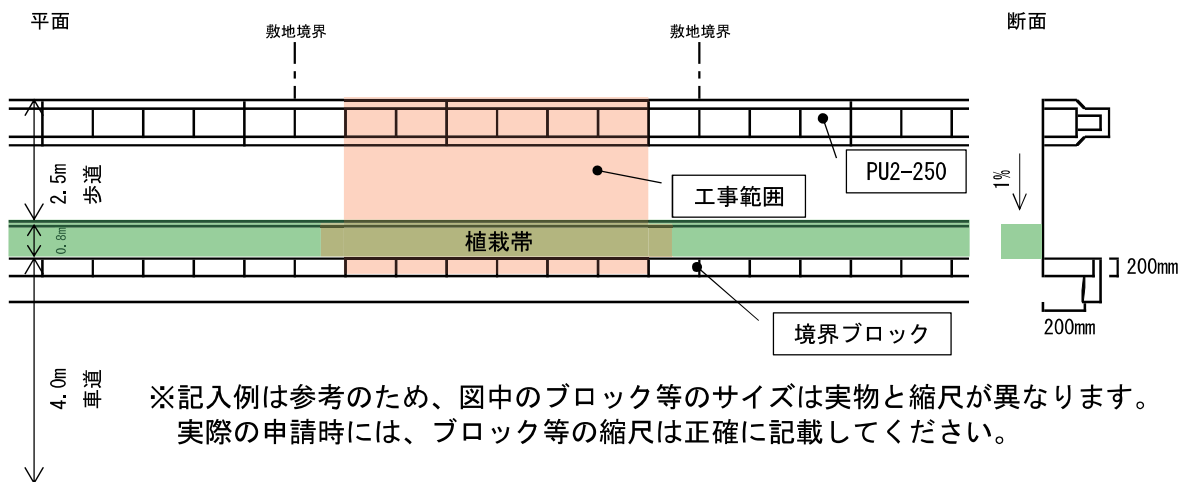 平面
敷地境界
敷地境界
断面
2.5m
歩道
PU2-250
工事範囲
1%
0.8m
植栽帯
200mm
200mm
境界ブロック
4.0m
車道
※記入例は参考のため、図中のブロック等のサイズは実物と縮尺が異なります。
実際の申請時には、ブロック等の縮尺は正確に記載してください。